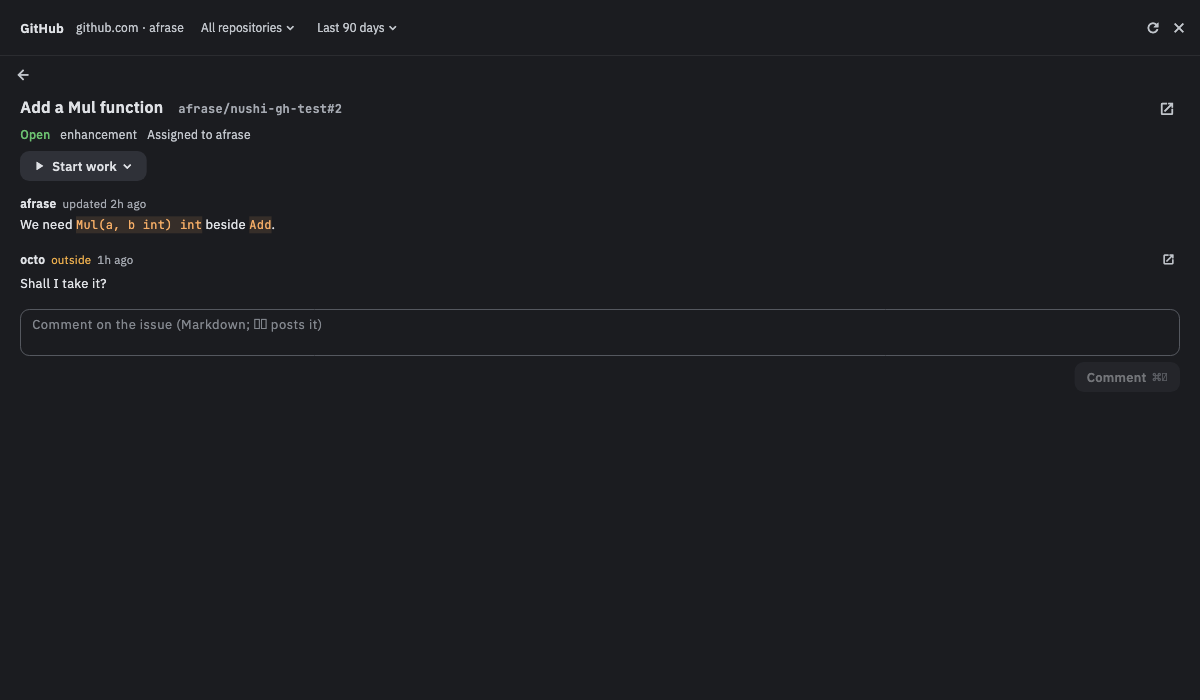 GitHub github.com · afrase All repositories Last 90 days
Add a Mul function afrase/nushi-gh-test#2
Open enhancement Assigned to afrase
Start work
afrase updated 2h ago
We need Mul(a, b int) int beside Add.
octo outside 1h ago
Shall I take it?
Comment on the issue (Markdown; ▯▯ posts it)
Comment ⌘▯